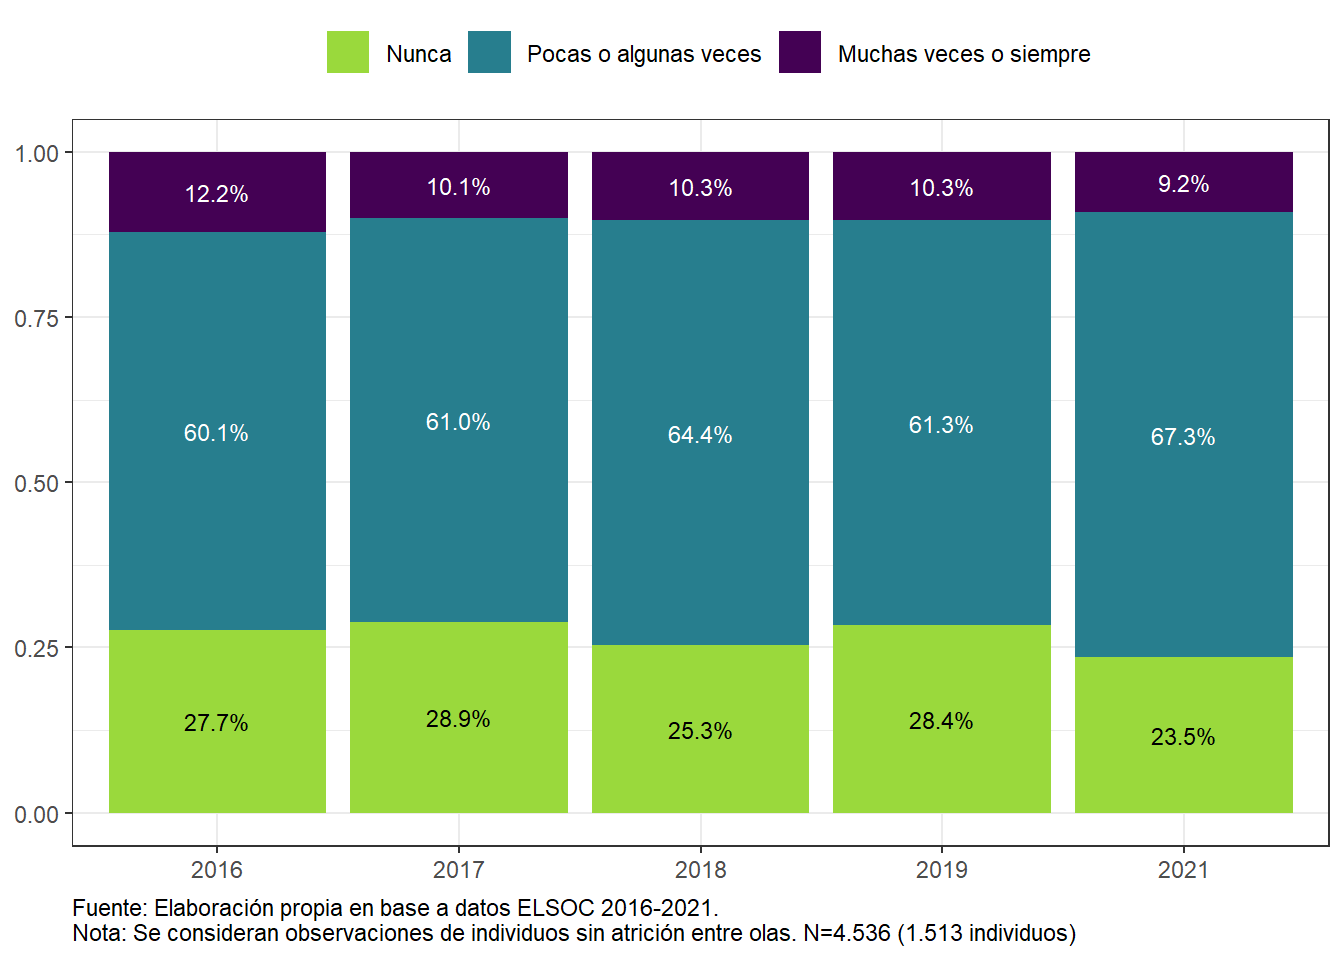 Nunca Pocas o algunas veces Muchas veces o siempre
1.00
0.75
0.50
0.25
0.00
12.2% 10.1% 10.3% 10.3% 9.2%
60.1% 61.0% 64.4% 61.3% 67.3%
27.7% 28.9% 25.3% 28.4% 23.5%
2016 2017 2018 2019 2021
Fuente: Elaboración propia en base a datos ELSOC 2016-2021.
Nota: Se consideran observaciones de individuos sin atrición entre olas. N=4.536 (1.513 individuos)